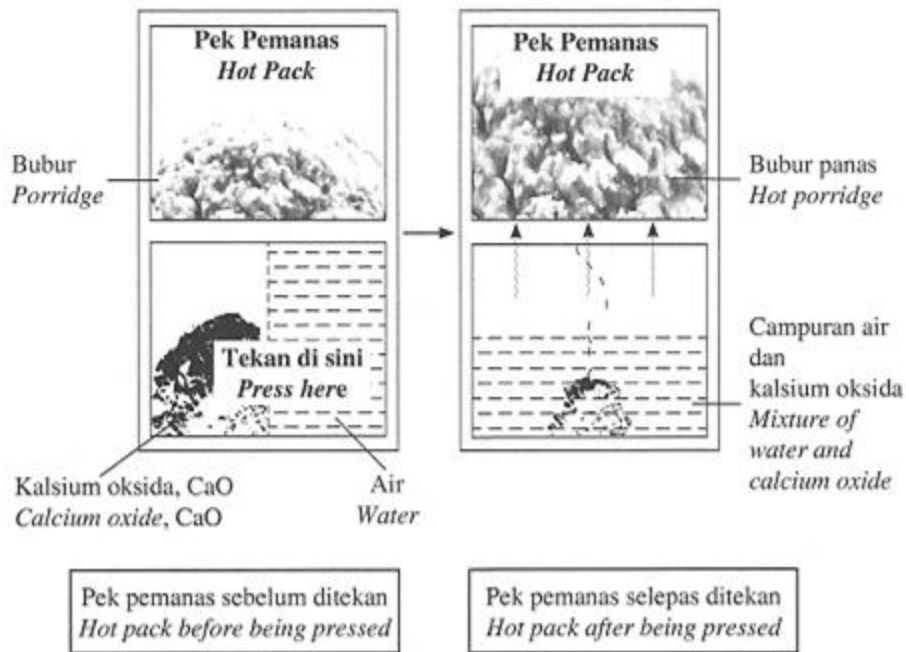 Pek Pemanas
Hot Pack
Pek Pemanas
Hot Pack
Bubur
Porridge
Bubur panas
Hot porridge
Tekan di sini
Press here
Campuran air
dan
kalsium oksida
Mixture of
water and
calcium oxide
Kalsium oksida, CaO
Calcium oxide, CaO
Air
Water
Pek pemanas sebelum ditekan
Hot pack before being pressed
Pek pemanas selepas ditekan
Hot pack after being pressed